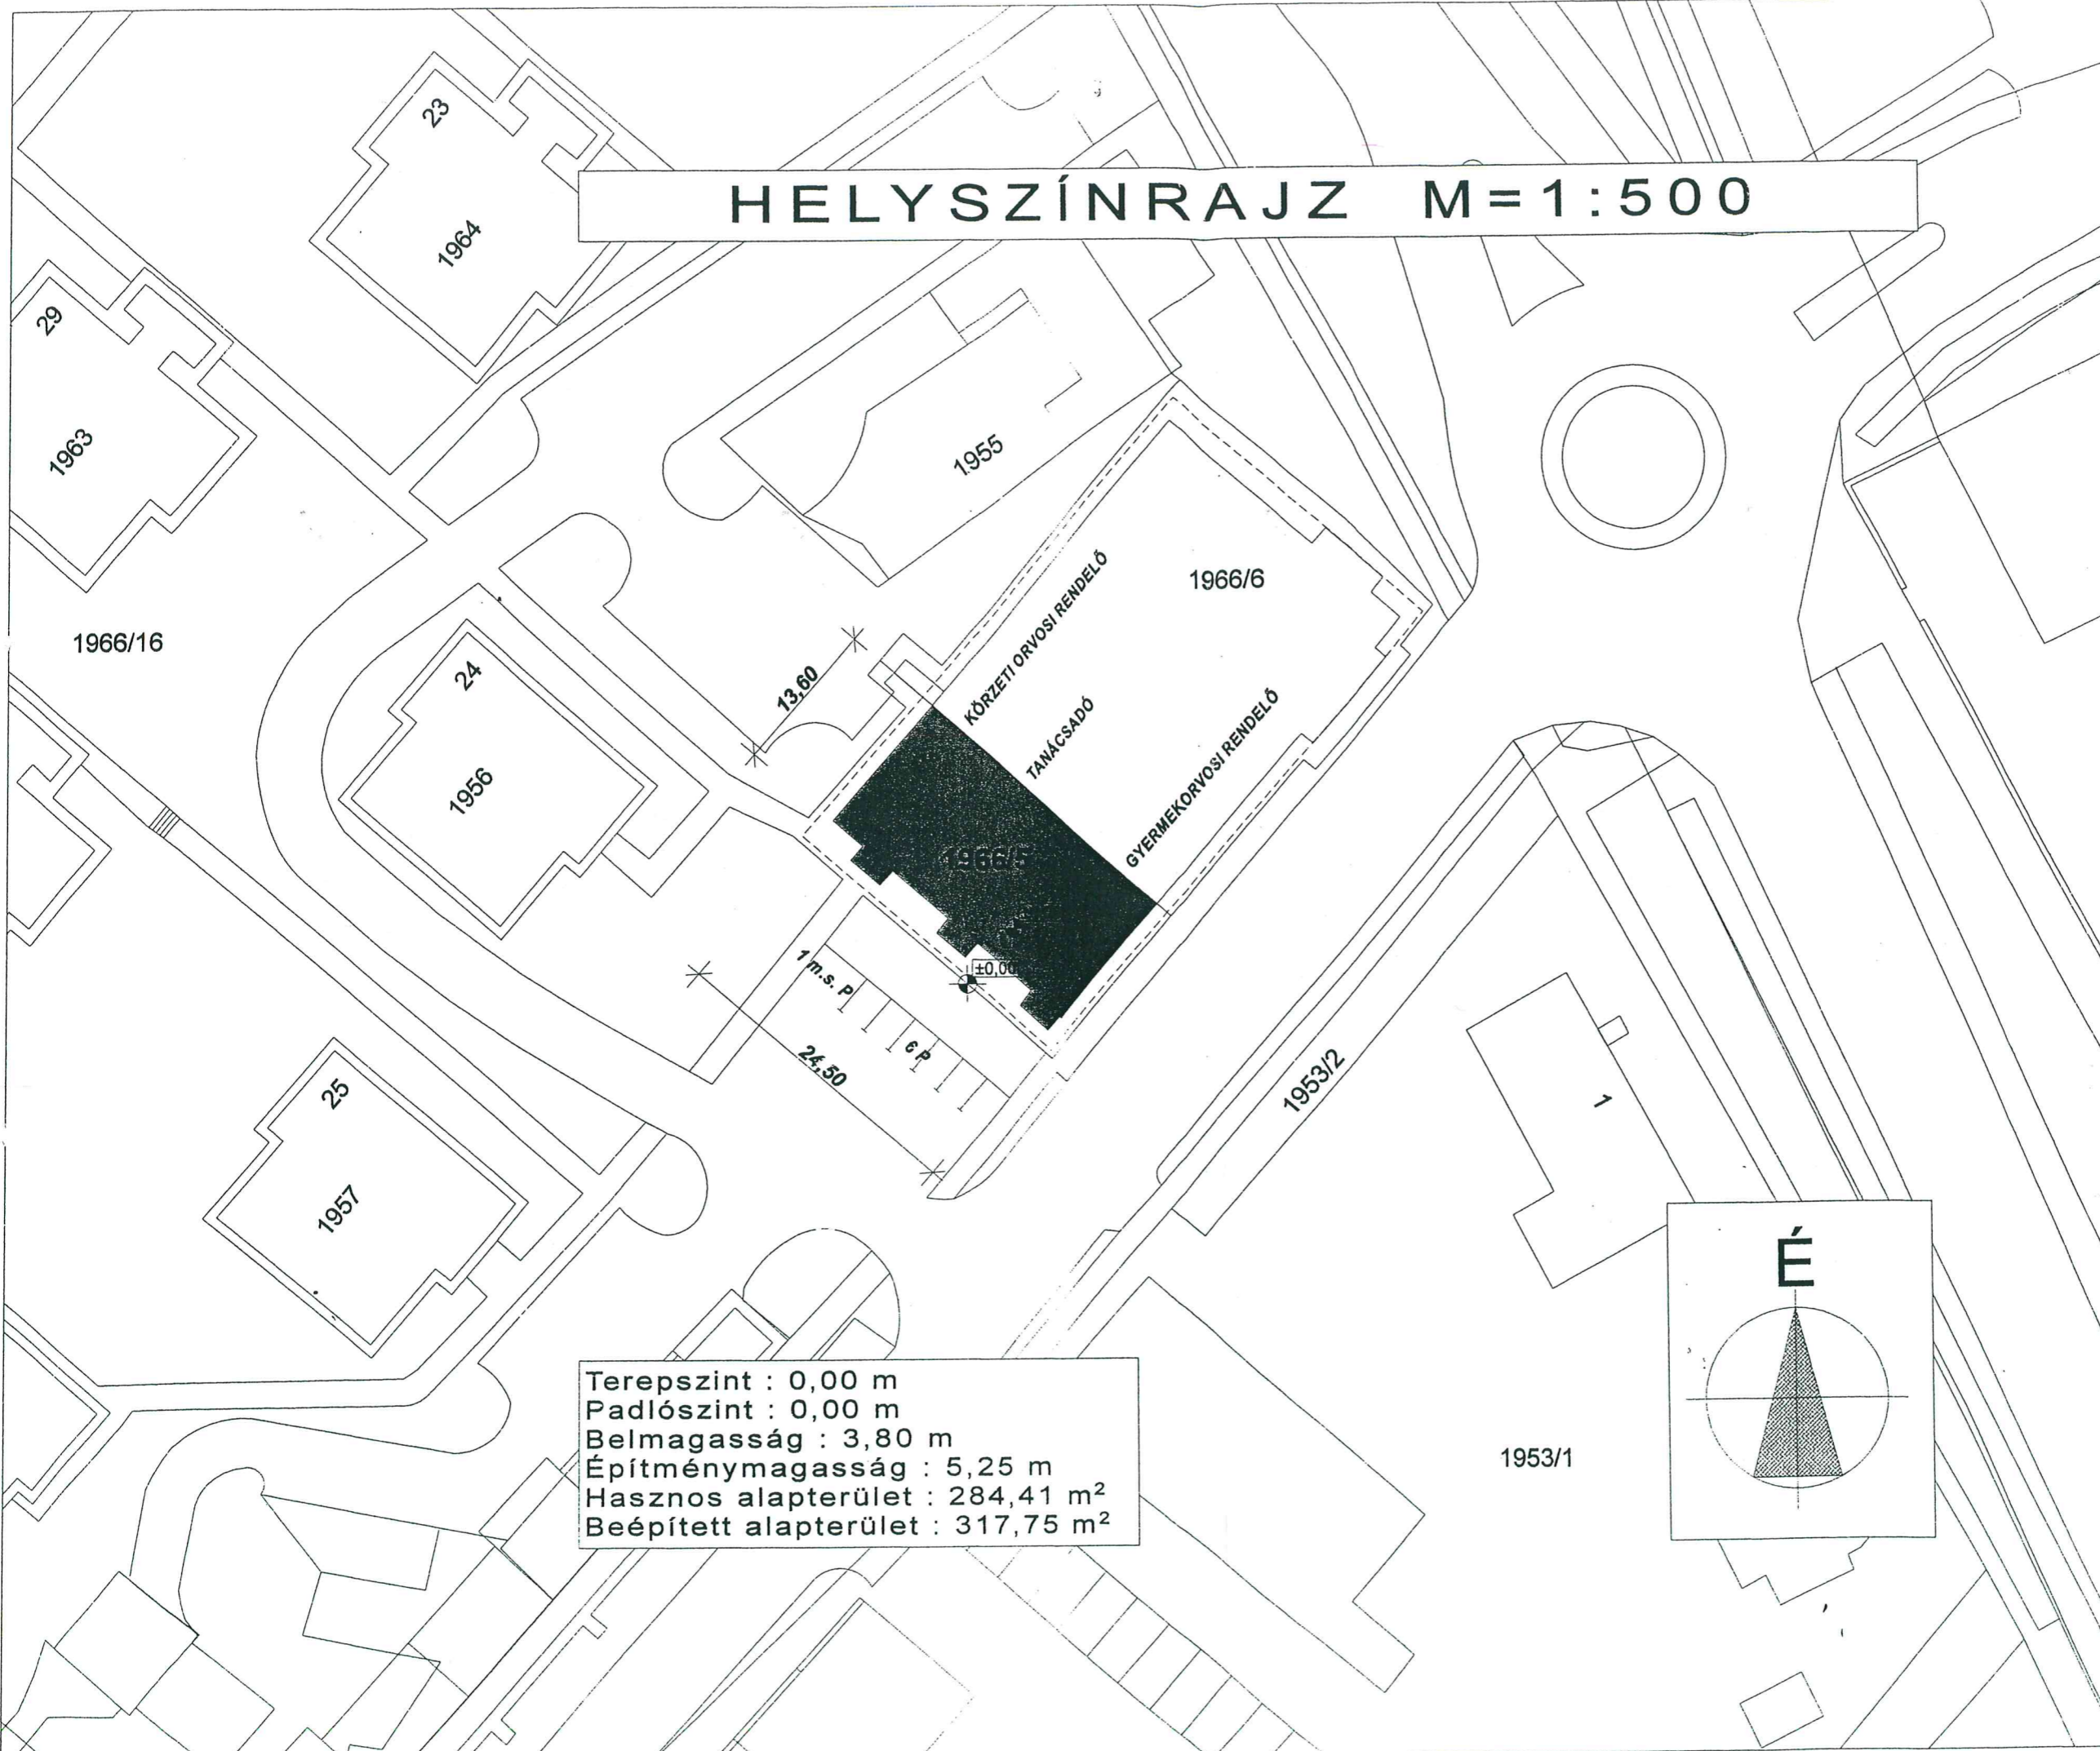 HELYSZÍNRAJZ M=1:500
23
1964
29
1963
1955
1966/6
KÖRZETI ORVOSI RENDELŐ
TANÁCSADÓ
GYERMEKORVOSI RENDELŐ
1966/16
24
1956
13,60
1966/5
±0,00
1 m.s. P
6 P
24,50
1953/2
1
25
1957
É
Terepszint : 0,00 m
Padlószint : 0,00 m
Belmagasság : 3,80 m
Építménymagasság : 5,25 m
Hasznos alapterület : 284,41 m²
Beépített alapterület : 317,75 m²
1953/1